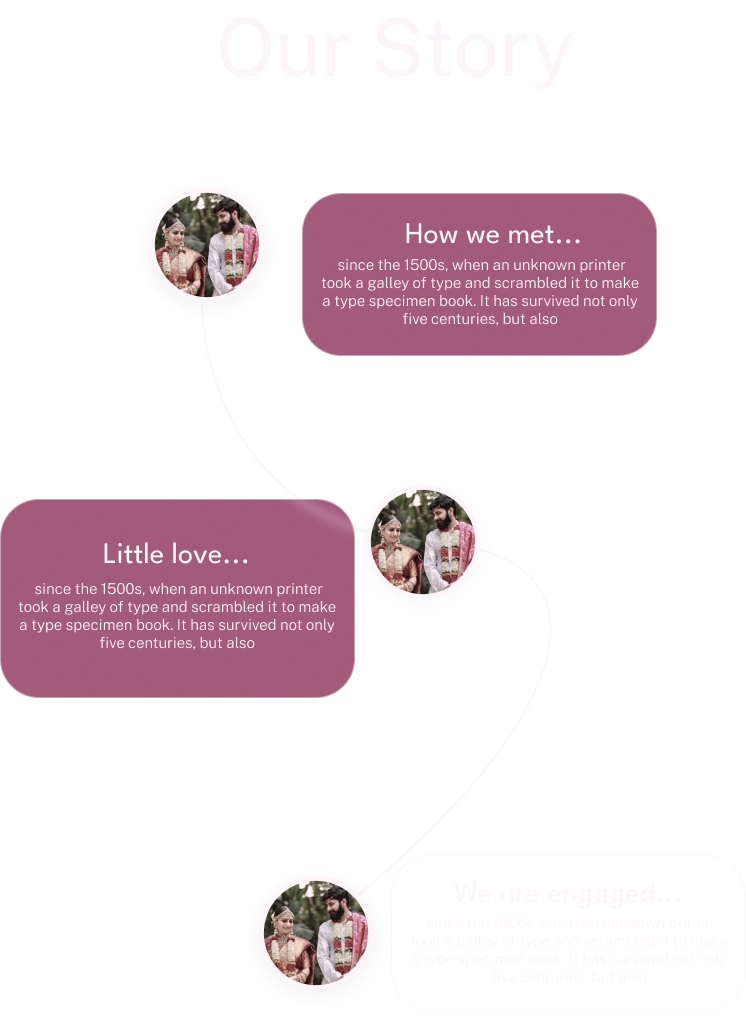 Our Story
How we met...
since the 1500s, when an unknown printer
took a galley of type and scrambled it to make
a type specimen book. It has survived not only
five centuries, but also
Little love...
since the 1500s, when an unknown printer
took a galley of type and scrambled it to make
a type specimen book. It has survived not only
five centuries, but also
We are engaged...
since the 1500s, when an unknown printer
took a galley of type and scrambled it to make
a type specimen book. It has survived not only
five centuries, but also